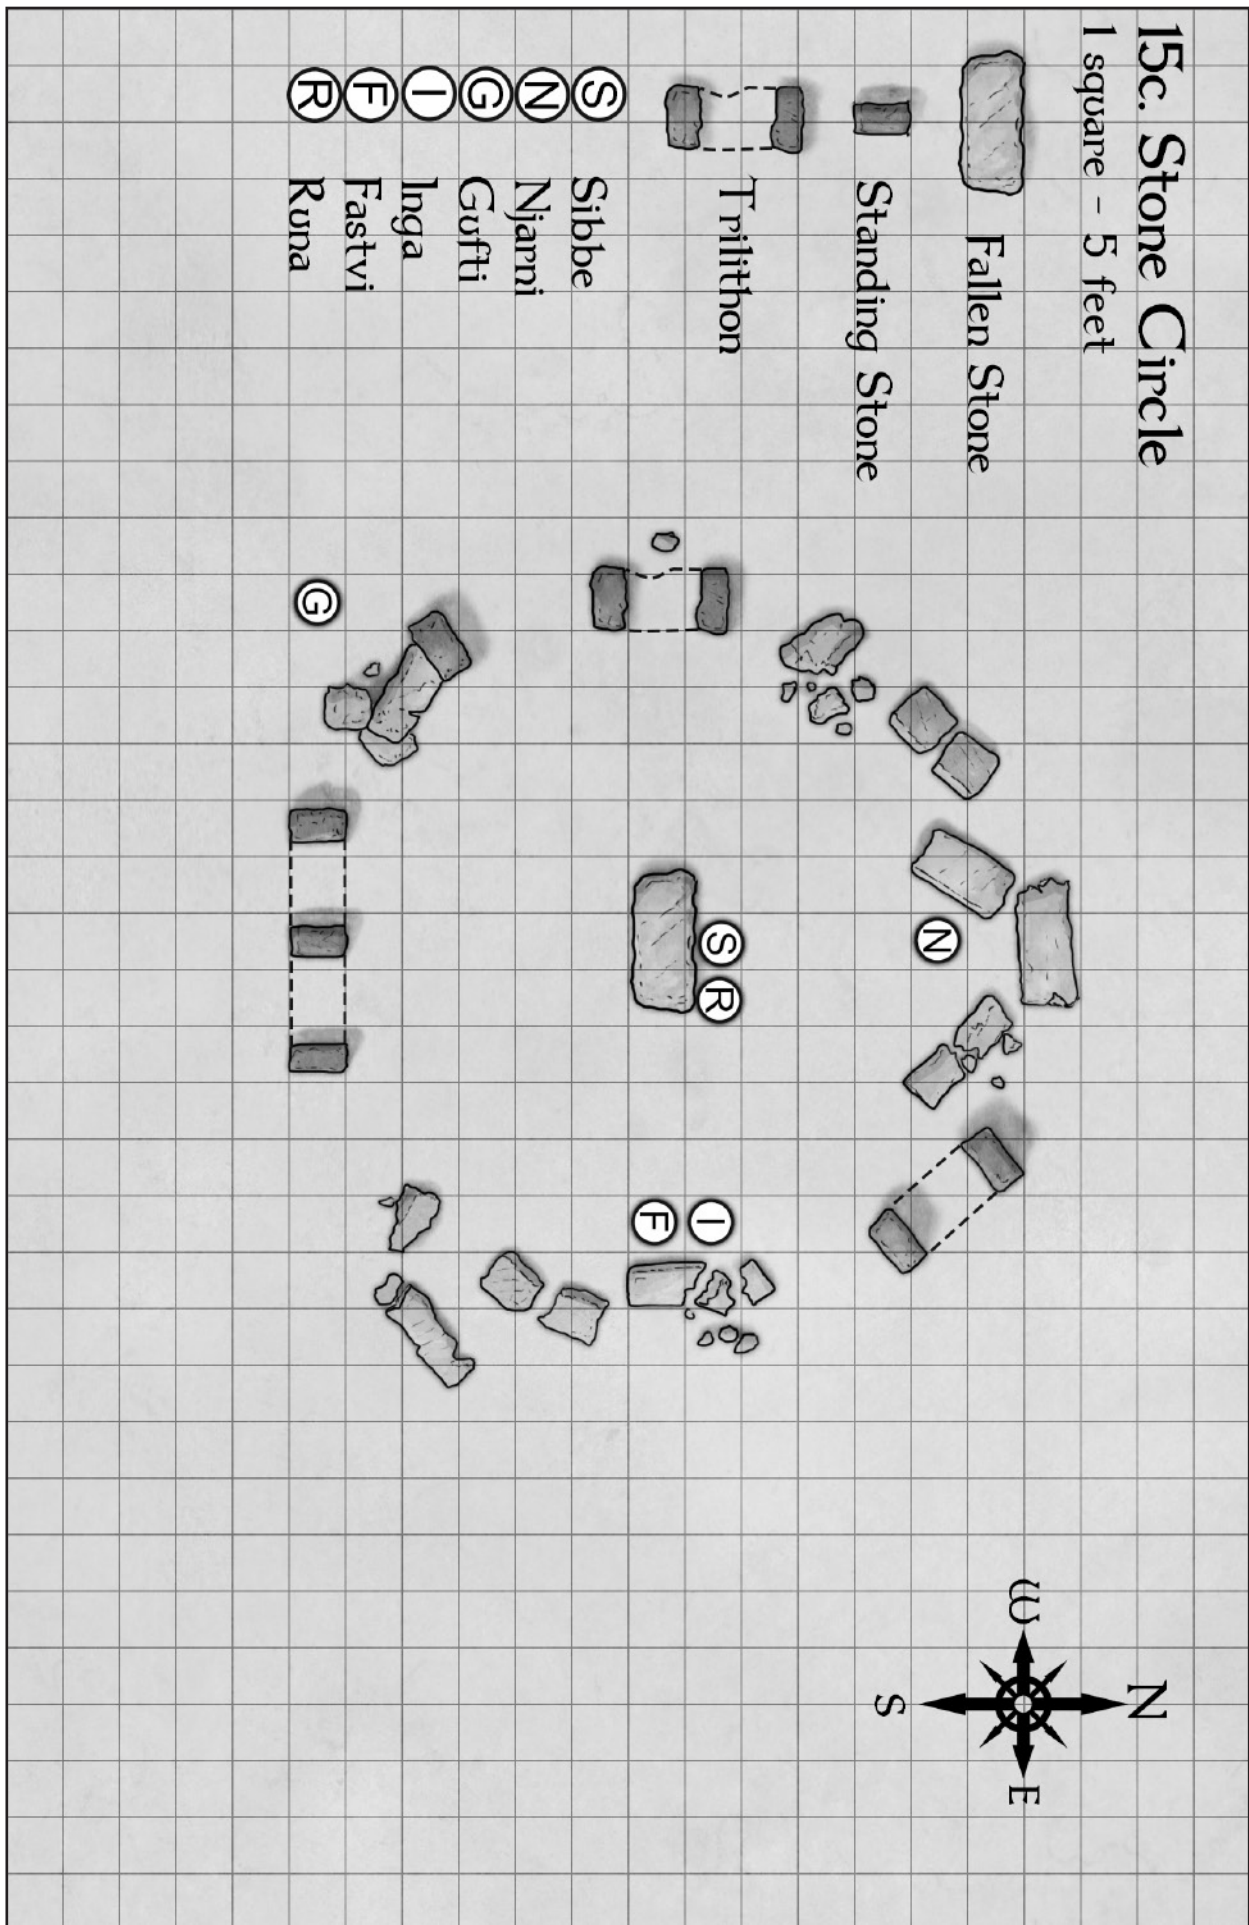 15c. Stone Circle
1 square - 5 feet
Fallen Stone
Standing Stone
Trilithon
S Sibbe
N Njarni
G Gufti
I Inga
F Fastvi
R Runa
N
W E
S
N
S R
I
F
G